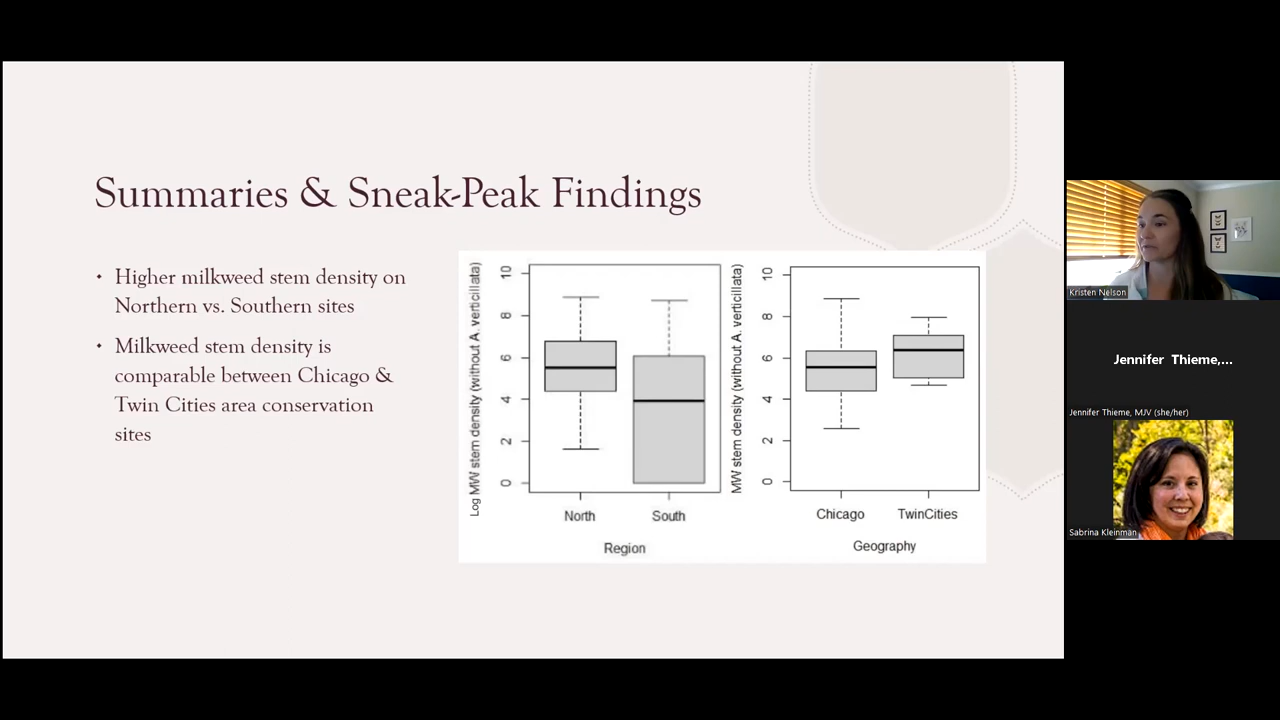 Summaries & Sneak-Peak Findings
• Higher milkweed stem density on
Northern vs. Southern sites
• Milkweed stem density is
comparable between Chicago &
Twin Cities area conservation
sites
Log MW stem density (without A. verticillata)
10
8
6
4
2
0
North South
Region
MW stem density (without A. verticillata)
10
8
6
4
2
0
Chicago TwinCities
Geography
Kristen Nelson
Jennifer Thieme,...
Jennifer Thieme, MJV (she/her)
Sabrina Kleinman